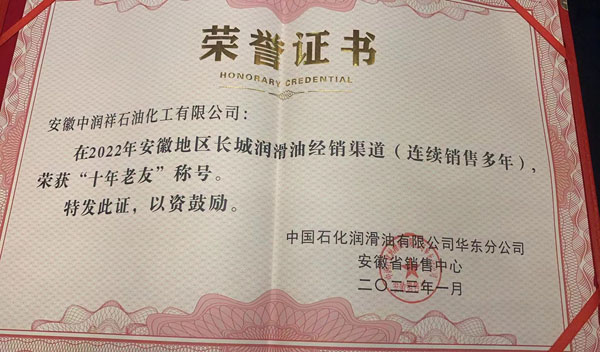 荣誉证书
HONORARY CREDENTIAL
安徽中润祥石油化工有限公司：
在2022年安徽地区长城润滑油经销渠道（连续销售多年），
荣获“十年老友”称号。
特发此证，以资鼓励。
中国石化润滑油有限公司华东分公司
安徽省销售中心
二〇二三年一月